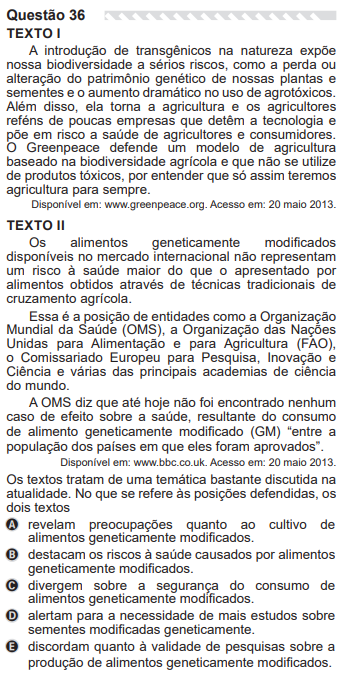 Questão 36
TEXTO I
A introdução de transgênicos na natureza expõe
nossa biodiversidade a sérios riscos, como a perda ou
alteração do patrimônio genético de nossas plantas e
sementes e o aumento dramático no uso de agrotóxicos.
Além disso, ela torna a agricultura e os agricultores
reféns de poucas empresas que detêm a tecnologia e
põe em risco a saúde de agricultores e consumidores.
O Greenpeace defende um modelo de agricultura
baseado na biodiversidade agrícola e que não se utilize
de produtos tóxicos, por entender que só assim teremos
agricultura para sempre.
Disponível em: www.greenpeace.org. Acesso em: 20 maio 2013.
TEXTO II
Os alimentos geneticamente modificados
disponíveis no mercado internacional não representam
um risco à saúde maior do que o apresentado por
alimentos obtidos através de técnicas tradicionais de
cruzamento agrícola.
Essa é a posição de entidades como a Organização
Mundial da Saúde (OMS), a Organização das Nações
Unidas para Alimentação e para Agricultura (FAO),
o Comissariado Europeu para Pesquisa, Inovação e
Ciência e várias das principais academias de ciência
do mundo.
A OMS diz que até hoje não foi encontrado nenhum
caso de efeito sobre a saúde, resultante do consumo
de alimento geneticamente modificado (GM) “entre a
população dos países em que eles foram aprovados”.
Disponível em: www.bbc.co.uk. Acesso em: 20 maio 2013.
Os textos tratam de uma temática bastante discutida na
atualidade. No que se refere às posições defendidas, os
dois textos
A revelam preocupações quanto ao cultivo de
alimentos geneticamente modificados.
B destacam os riscos à saúde causados por alimentos
geneticamente modificados.
C divergem sobre a segurança do consumo de
alimentos geneticamente modificados.
D alertam para a necessidade de mais estudos sobre
sementes modificadas geneticamente.
E discordam quanto à validade de pesquisas sobre a
produção de alimentos geneticamente modificados.